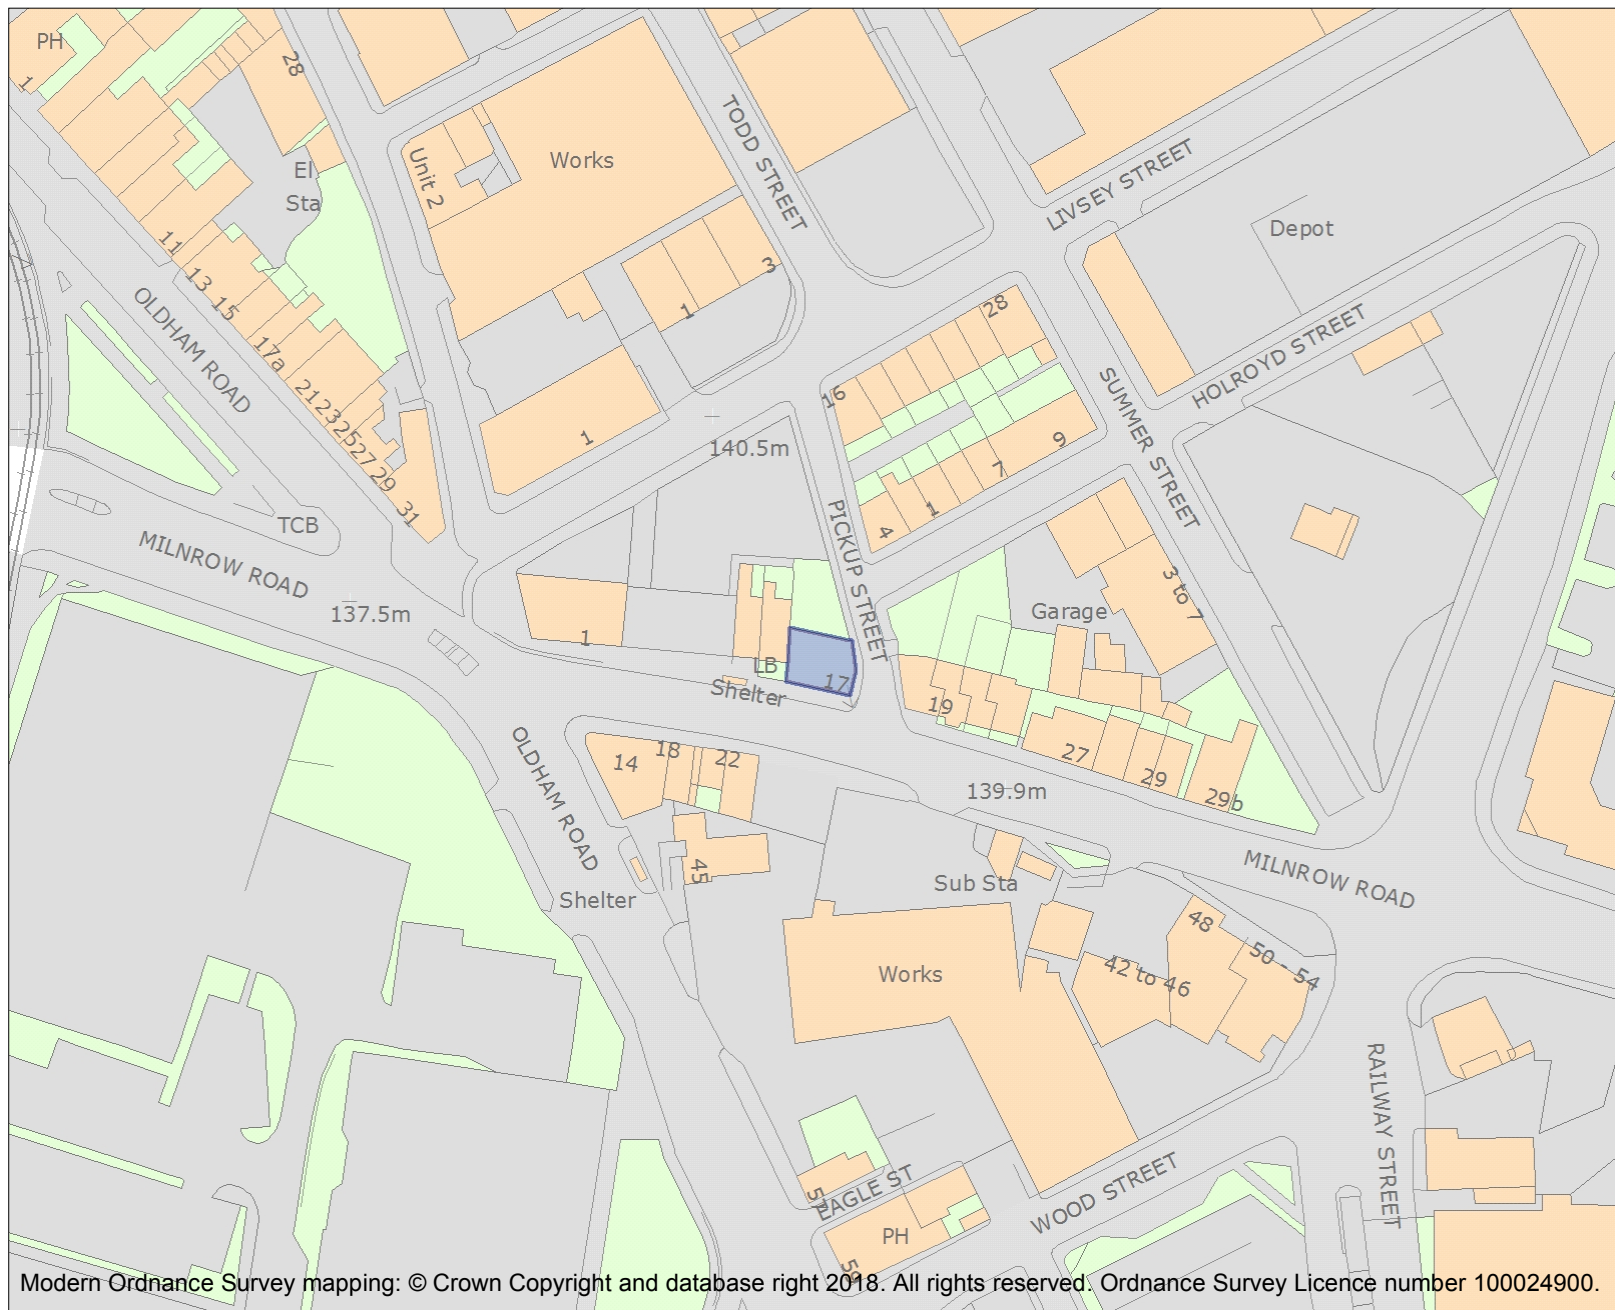 PH
1
28
El
Sta
Unit 2
Works
TODD STREET
LIVSEY STREET
Depot
11
13
15
17a
21
23
25
27
29
31
OLDHAM ROAD
3
1
1
140.5m
28
16
SUMMER STREET
HOLROYD STREET
9
7
1
4
PICKUP STREET
TCB
MILNROW ROAD
137.5m
1
LB
Shelter
17
Garage
3 to 7
19
27
29
29b
14
18
22
OLDHAM ROAD
139.9m
MILNROW ROAD
45
Shelter
Sub Sta
Works
48
42 to 46
50 - 54
RAILWAY STREET
57
EAGLE ST
WOOD STREET
PH
59
Modern Ordnance Survey mapping: © Crown Copyright and database right 2018. All rights reserved. Ordnance Survey Licence number 100024900.